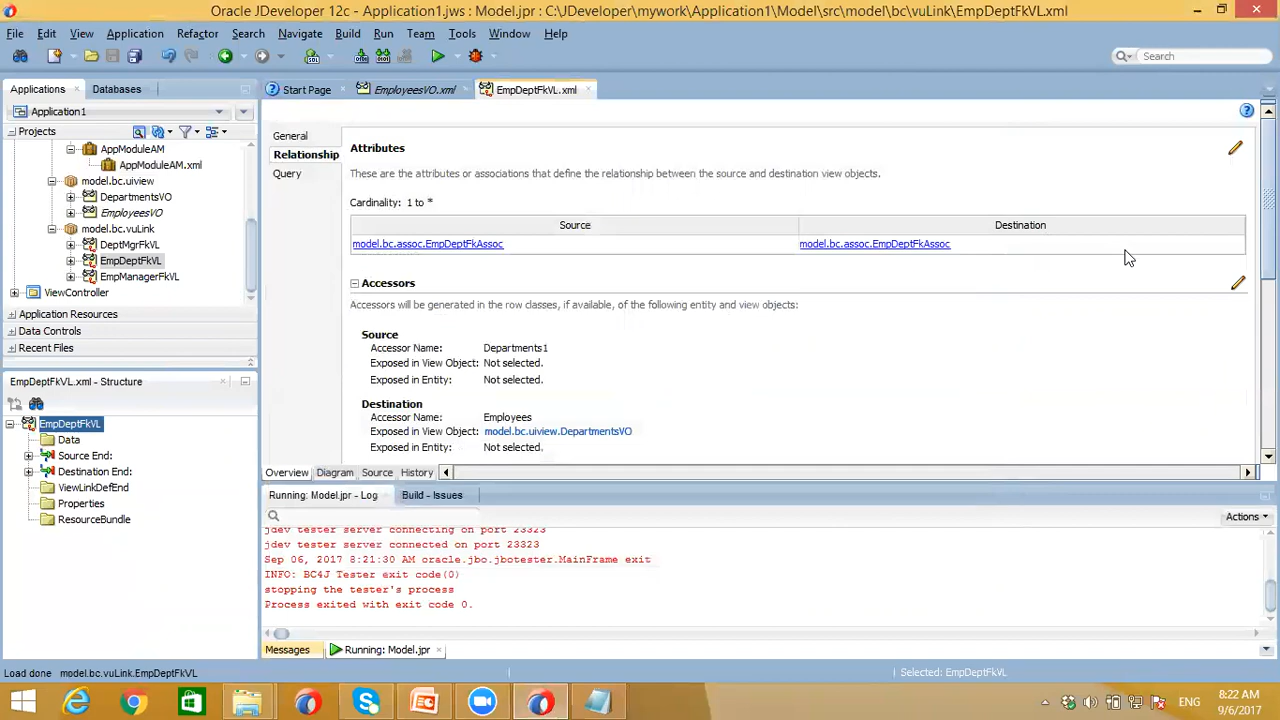 Oracle JDeveloper 12c - Application1.jws : Model.jpr : C:\JDeveloper\mywork\Application1\Model\src\model\bc\vuLink\EmpDeptFkVL.xml
File Edit View Application Refactor Search Navigate Build Run Team Tools Window Help
Search
Applications Databases
Start Page EmployeesVO.xml EmpDeptFkVL.xml
Application1
Projects
AppModuleAM
AppModuleAM.xml
model.bc.uiview
DepartmentsVO
EmployeesVO
model.bc.vuLink
DeptMgrFkVL
EmpDeptFkVL
EmpManagerFkVL
ViewController
Application Resources
Data Controls
Recent Files
EmpDeptFkVL.xml - Structure
EmpDeptFkVL
Data
Source End:
Destination End:
ViewLinkDefEnd
Properties
ResourceBundle
General
Relationship
Query
Attributes
These are the attributes or associations that define the relationship between the source and destination view objects.
Cardinality: 1 to *
Source Destination
model.bc.assoc.EmpDeptFkAssoc model.bc.assoc.EmpDeptFkAssoc
Accessors
Accessors will be generated in the row classes, if available, of the following entity and view objects:
Source
Accessor Name: Departments1
Exposed in View Object: Not selected.
Exposed in Entity: Not selected.
Destination
Accessor Name: Employees
Exposed in View Object: model.bc.uiview.DepartmentsVO
Exposed in Entity: Not selected.
Overview Diagram Source History
Running: Model.jpr - Log Build - Issues
Actions
jdev tester server connecting on port 23323
jdev tester server connected on port 23323
Sep 06, 2017 8:21:30 AM oracle.jbo.jbotester.MainFrame exit
INFO: BC4J Tester exit code(0)
stopping the tester's process
Process exited with exit code 0.
Messages Running: Model.jpr
Load done model.bc.vuLink.EmpDeptFkVL
Selected: EmpDeptFkVL
ENG
8:22 AM
9/6/2017